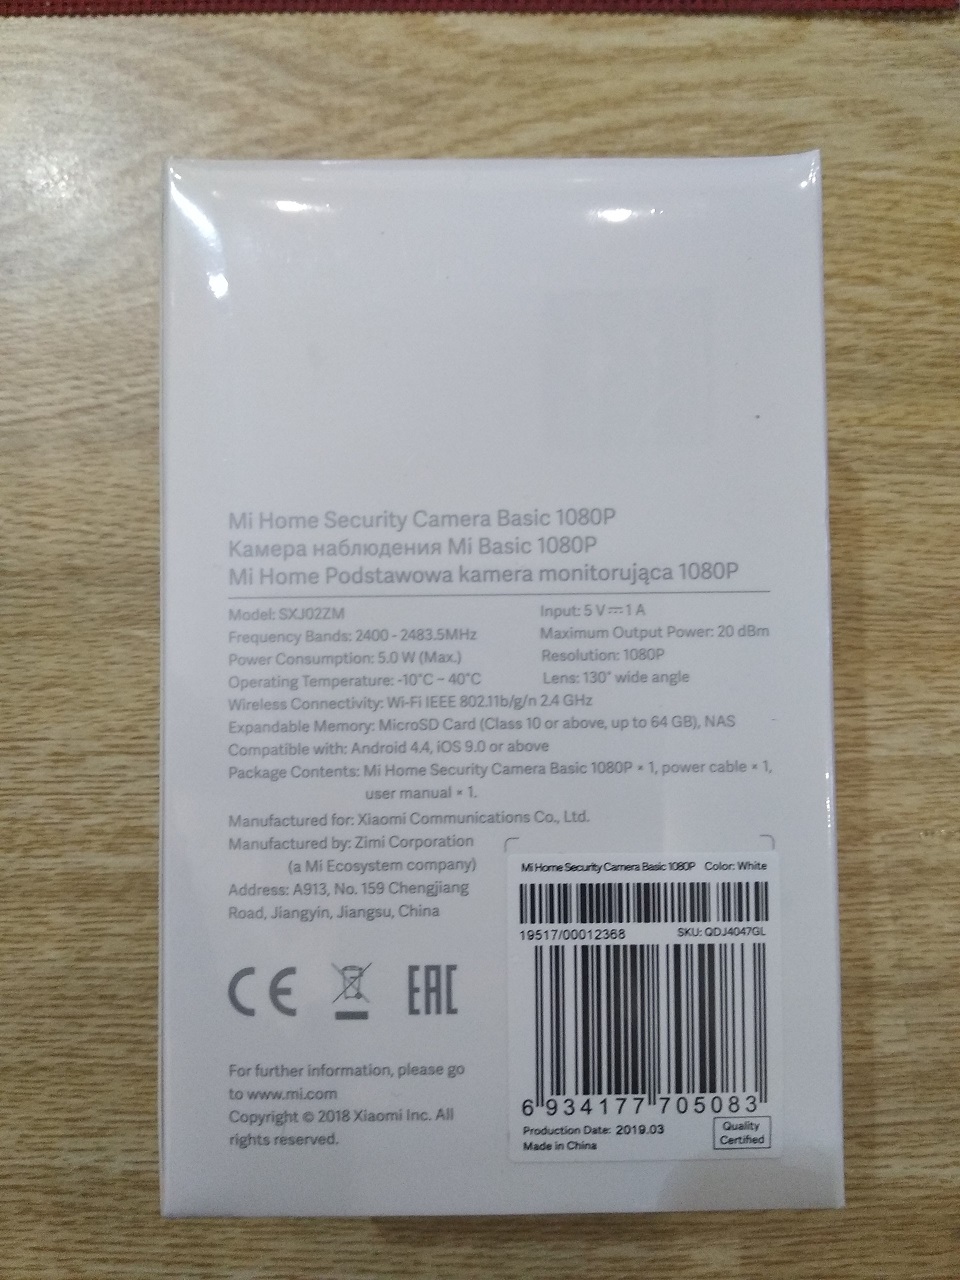 Mi Home Security Camera Basic 1080P
Камера наблюдения Mi Basic 1080P
Mi Home Podstawowa kamera monitorująca 1080P
Model: SXJ02ZM
Input: 5 V⎓1 A
Frequency Bands: 2400 - 2483.5MHz
Maximum Output Power: 20 dBm
Power Consumption: 5.0 W (Max.)
Resolution: 1080P
Operating Temperature: -10°C ~ 40°C
Lens: 130° wide angle
Wireless Connectivity: Wi-Fi IEEE 802.11b/g/n 2.4 GHz
Expandable Memory: MicroSD Card (Class 10 or above, up to 64 GB), NAS
Compatible with: Android 4.4, iOS 9.0 or above
Package Contents: Mi Home Security Camera Basic 1080P × 1, power cable × 1,
user manual × 1.
Manufactured for: Xiaomi Communications Co., Ltd.
Manufactured by: Zimi Corporation
(a Mi Ecosystem company)
Address: A913, No. 159 Chengjiang
Road, Jiangyin, Jiangsu, China
CE
EAC
For further information, please go
to www.mi.com
Copyright © 2018 Xiaomi Inc. All
rights reserved.
Mi Home Security Camera Basic 1080P Color: White
19517/00012368 SKU: QDJ4047GL
6 934177 705083
Production Date: 2019.03
Made in China
Quality
Certified